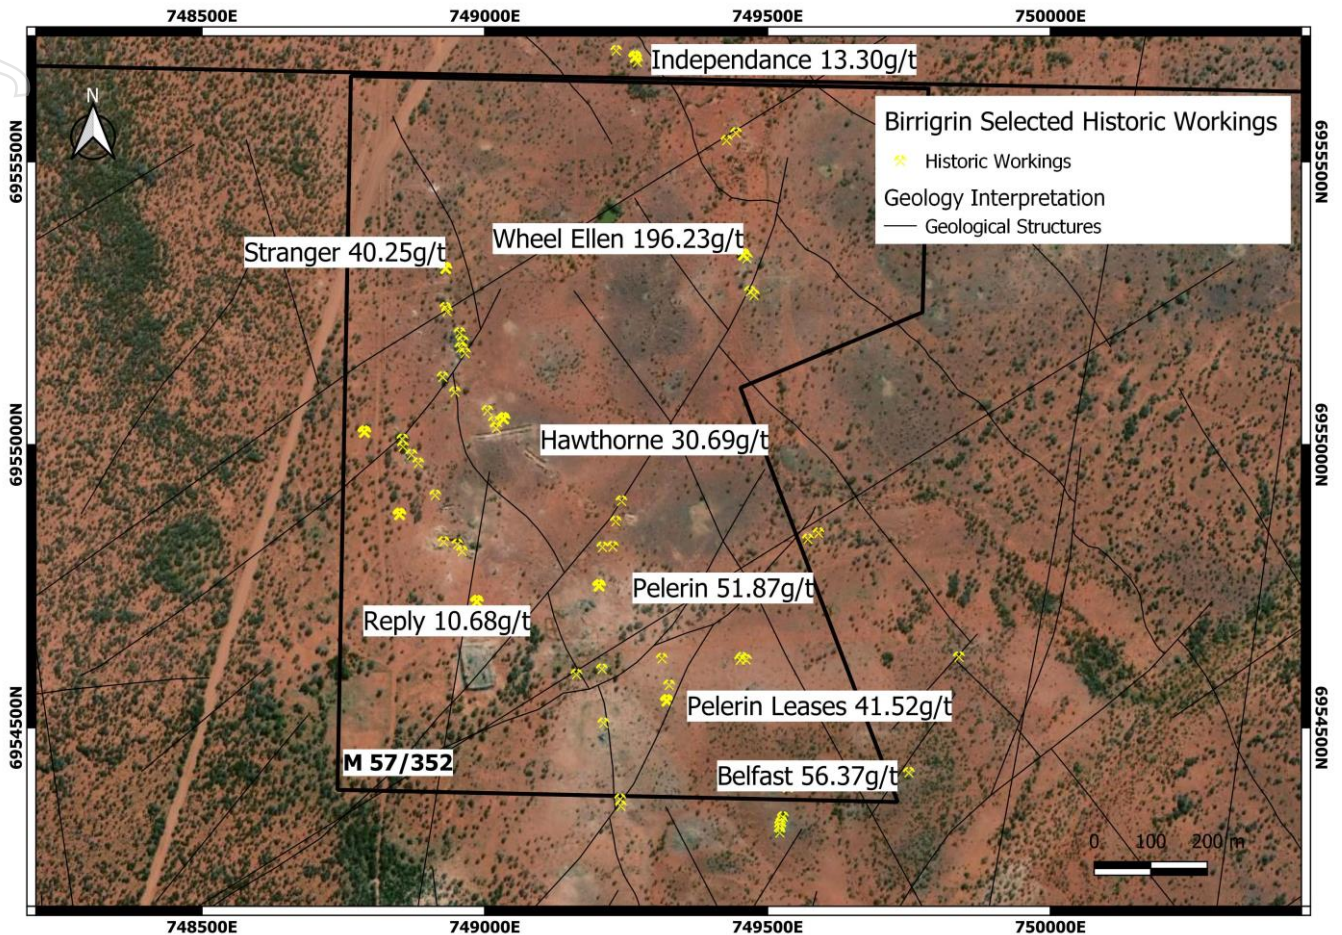 748500E
749000E
749500E
750000E
Independance 13.30g/t
N
Birrigrin Selected Historic Workings
Historic Workings
Geology Interpretation
Geological Structures
6955500N
6955500N
Wheel Ellen 196.23g/t
Stranger 40.25g/t
Hawthorne 30.69g/t
6955000N
6955000N
Pelerin 51.87g/t
Reply 10.68g/t
Pelerin Leases 41.52g/t
6954500N
6954500N
M 57/352
Belfast 56.37g/t
0 100 200 m
748500E
749000E
749500E
750000E